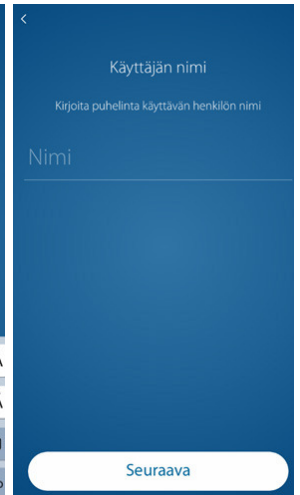 Käyttäjän nimi
Kirjoita puhelinta käyttävän henkilön nimi
Nimi
Seuraava